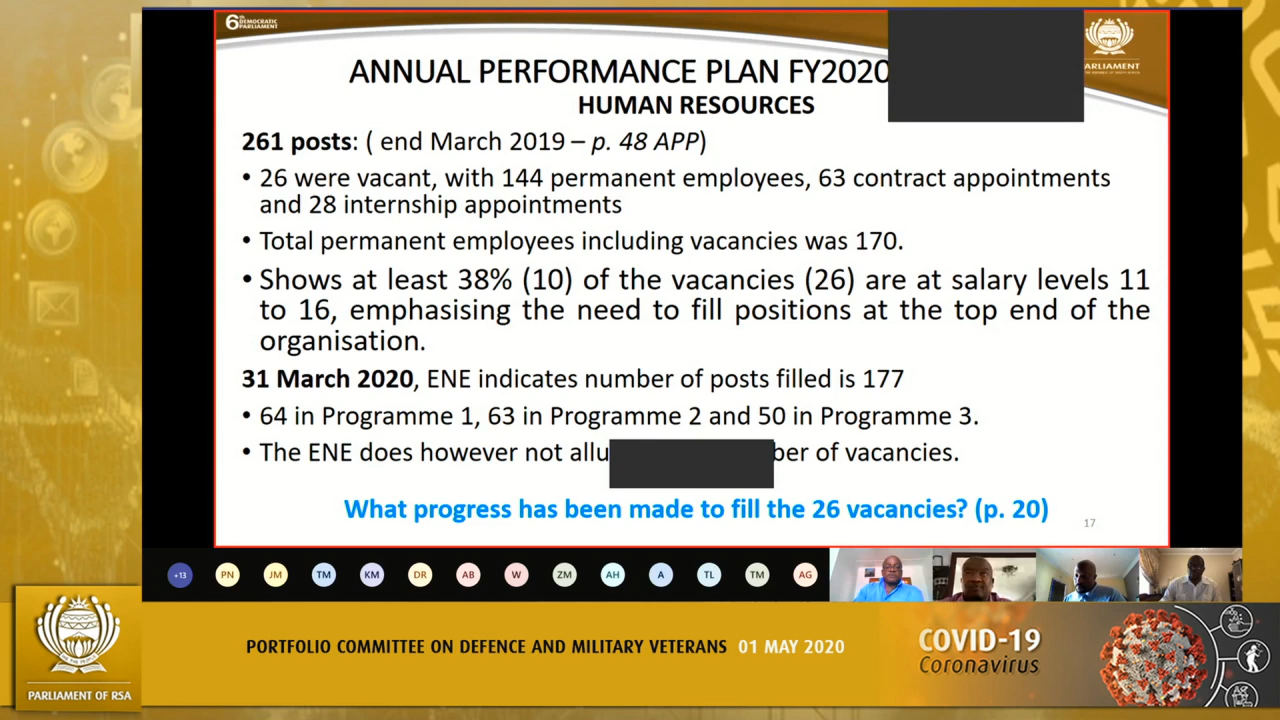 6TH DEMOCRATIC PARLIAMENT
PARLIAMENT
ANNUAL PERFORMANCE PLAN FY2020
HUMAN RESOURCES
261 posts: ( end March 2019 – p. 48 APP)
• 26 were vacant, with 144 permanent employees, 63 contract appointments
and 28 internship appointments
• Total permanent employees including vacancies was 170.
• Shows at least 38% (10) of the vacancies (26) are at salary levels 11
to 16, emphasising the need to fill positions at the top end of the
organisation.
31 March 2020, ENE indicates number of posts filled is 177
• 64 in Programme 1, 63 in Programme 2 and 50 in Programme 3.
• The ENE does however not of vacancies.
What progress has been made to fill the 26 vacancies? (p. 20)
17
+13 PN JM TM KM DR AB W ZM AH A TL TM AG
PORTFOLIO COMMITTEE ON DEFENCE AND MILITARY VETERANS 01 MAY 2020
COVID-19
Coronavirus
PARLIAMENT OF RSA